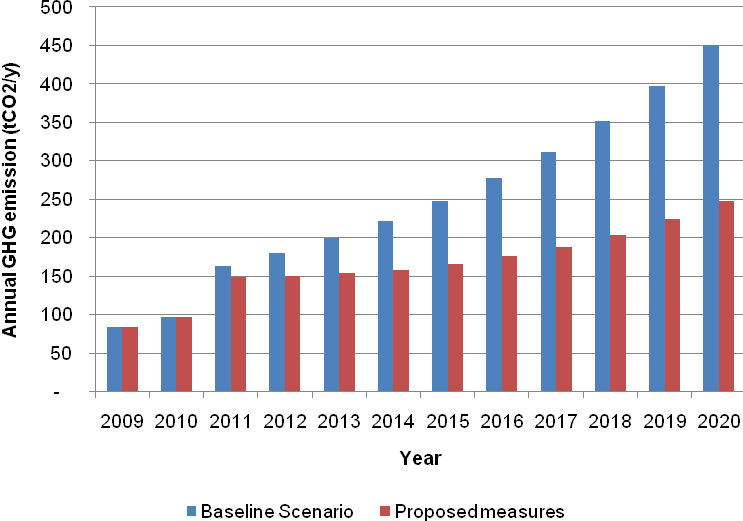 Annual GHG emission (tCO2/y)
500
450
400
350
300
250
200
150
100
50
-
2009 2010 2011 2012 2013 2014 2015 2016 2017 2018 2019 2020
Year
Baseline Scenario Proposed measures